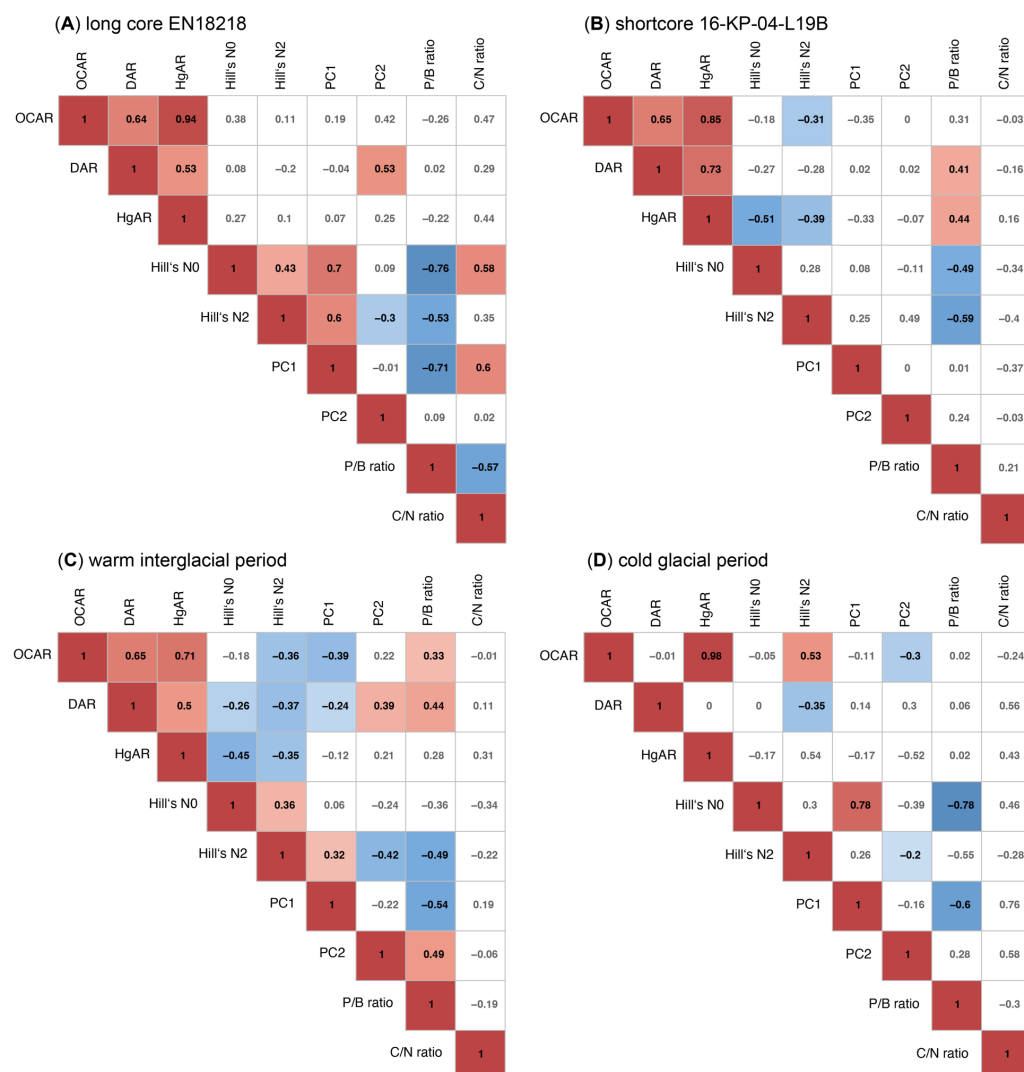 (A) long core EN18218
OCAR DAR HgAR Hill‘s N0 Hill‘s N2 PC1 PC2 P/B ratio C/N ratio
OCAR 1 0.64 0.94 0.38 0.11 0.19 0.42 −0.26 0.47
DAR 1 0.53 0.08 −0.2 −0.04 0.53 0.02 0.29
HgAR 1 0.27 0.1 0.07 0.25 −0.22 0.44
Hill‘s N0 1 0.43 0.7 0.09 −0.76 0.58
Hill‘s N2 1 0.6 −0.3 −0.53 0.35
PC1 1 −0.01 −0.71 0.6
PC2 1 0.09 0.02
P/B ratio 1 −0.57
C/N ratio 1
(B) shortcore 16-KP-04-L19B
OCAR DAR HgAR Hill‘s N0 Hill‘s N2 PC1 PC2 P/B ratio C/N ratio
OCAR 1 0.65 0.85 −0.18 −0.31 −0.35 0 0.31 −0.03
DAR 1 0.73 −0.27 −0.28 0.02 0.02 0.41 −0.16
HgAR 1 −0.51 −0.39 −0.33 −0.07 0.44 0.16
Hill‘s N0 1 0.28 0.08 −0.11 −0.49 −0.34
Hill‘s N2 1 0.25 0.49 −0.59 −0.4
PC1 1 0 0.01 −0.37
PC2 1 0.24 −0.03
P/B ratio 1 0.21
C/N ratio 1
(C) warm interglacial period
OCAR DAR HgAR Hill‘s N0 Hill‘s N2 PC1 PC2 P/B ratio C/N ratio
OCAR 1 0.65 0.71 −0.18 −0.36 −0.39 0.22 0.33 −0.01
DAR 1 0.5 −0.26 −0.37 −0.24 0.39 0.44 0.11
HgAR 1 −0.45 −0.35 −0.12 0.21 0.28 0.31
Hill‘s N0 1 0.36 0.06 −0.24 −0.36 −0.34
Hill‘s N2 1 0.32 −0.42 −0.49 −0.22
PC1 1 −0.22 −0.54 0.19
PC2 1 0.49 −0.06
P/B ratio 1 −0.19
C/N ratio 1
(D) cold glacial period
OCAR DAR HgAR Hill‘s N0 Hill‘s N2 PC1 PC2 P/B ratio C/N ratio
OCAR 1 −0.01 0.98 −0.05 0.53 −0.11 −0.3 0.02 −0.24
DAR 1 0 0 −0.35 0.14 0.3 0.06 0.56
HgAR 1 −0.17 0.54 −0.17 −0.52 0.02 0.43
Hill‘s N0 1 0.3 0.78 −0.39 −0.78 0.46
Hill‘s N2 1 0.26 −0.2 −0.55 −0.28
PC1 1 −0.16 −0.6 0.76
PC2 1 0.28 0.58
P/B ratio 1 −0.3
C/N ratio 1